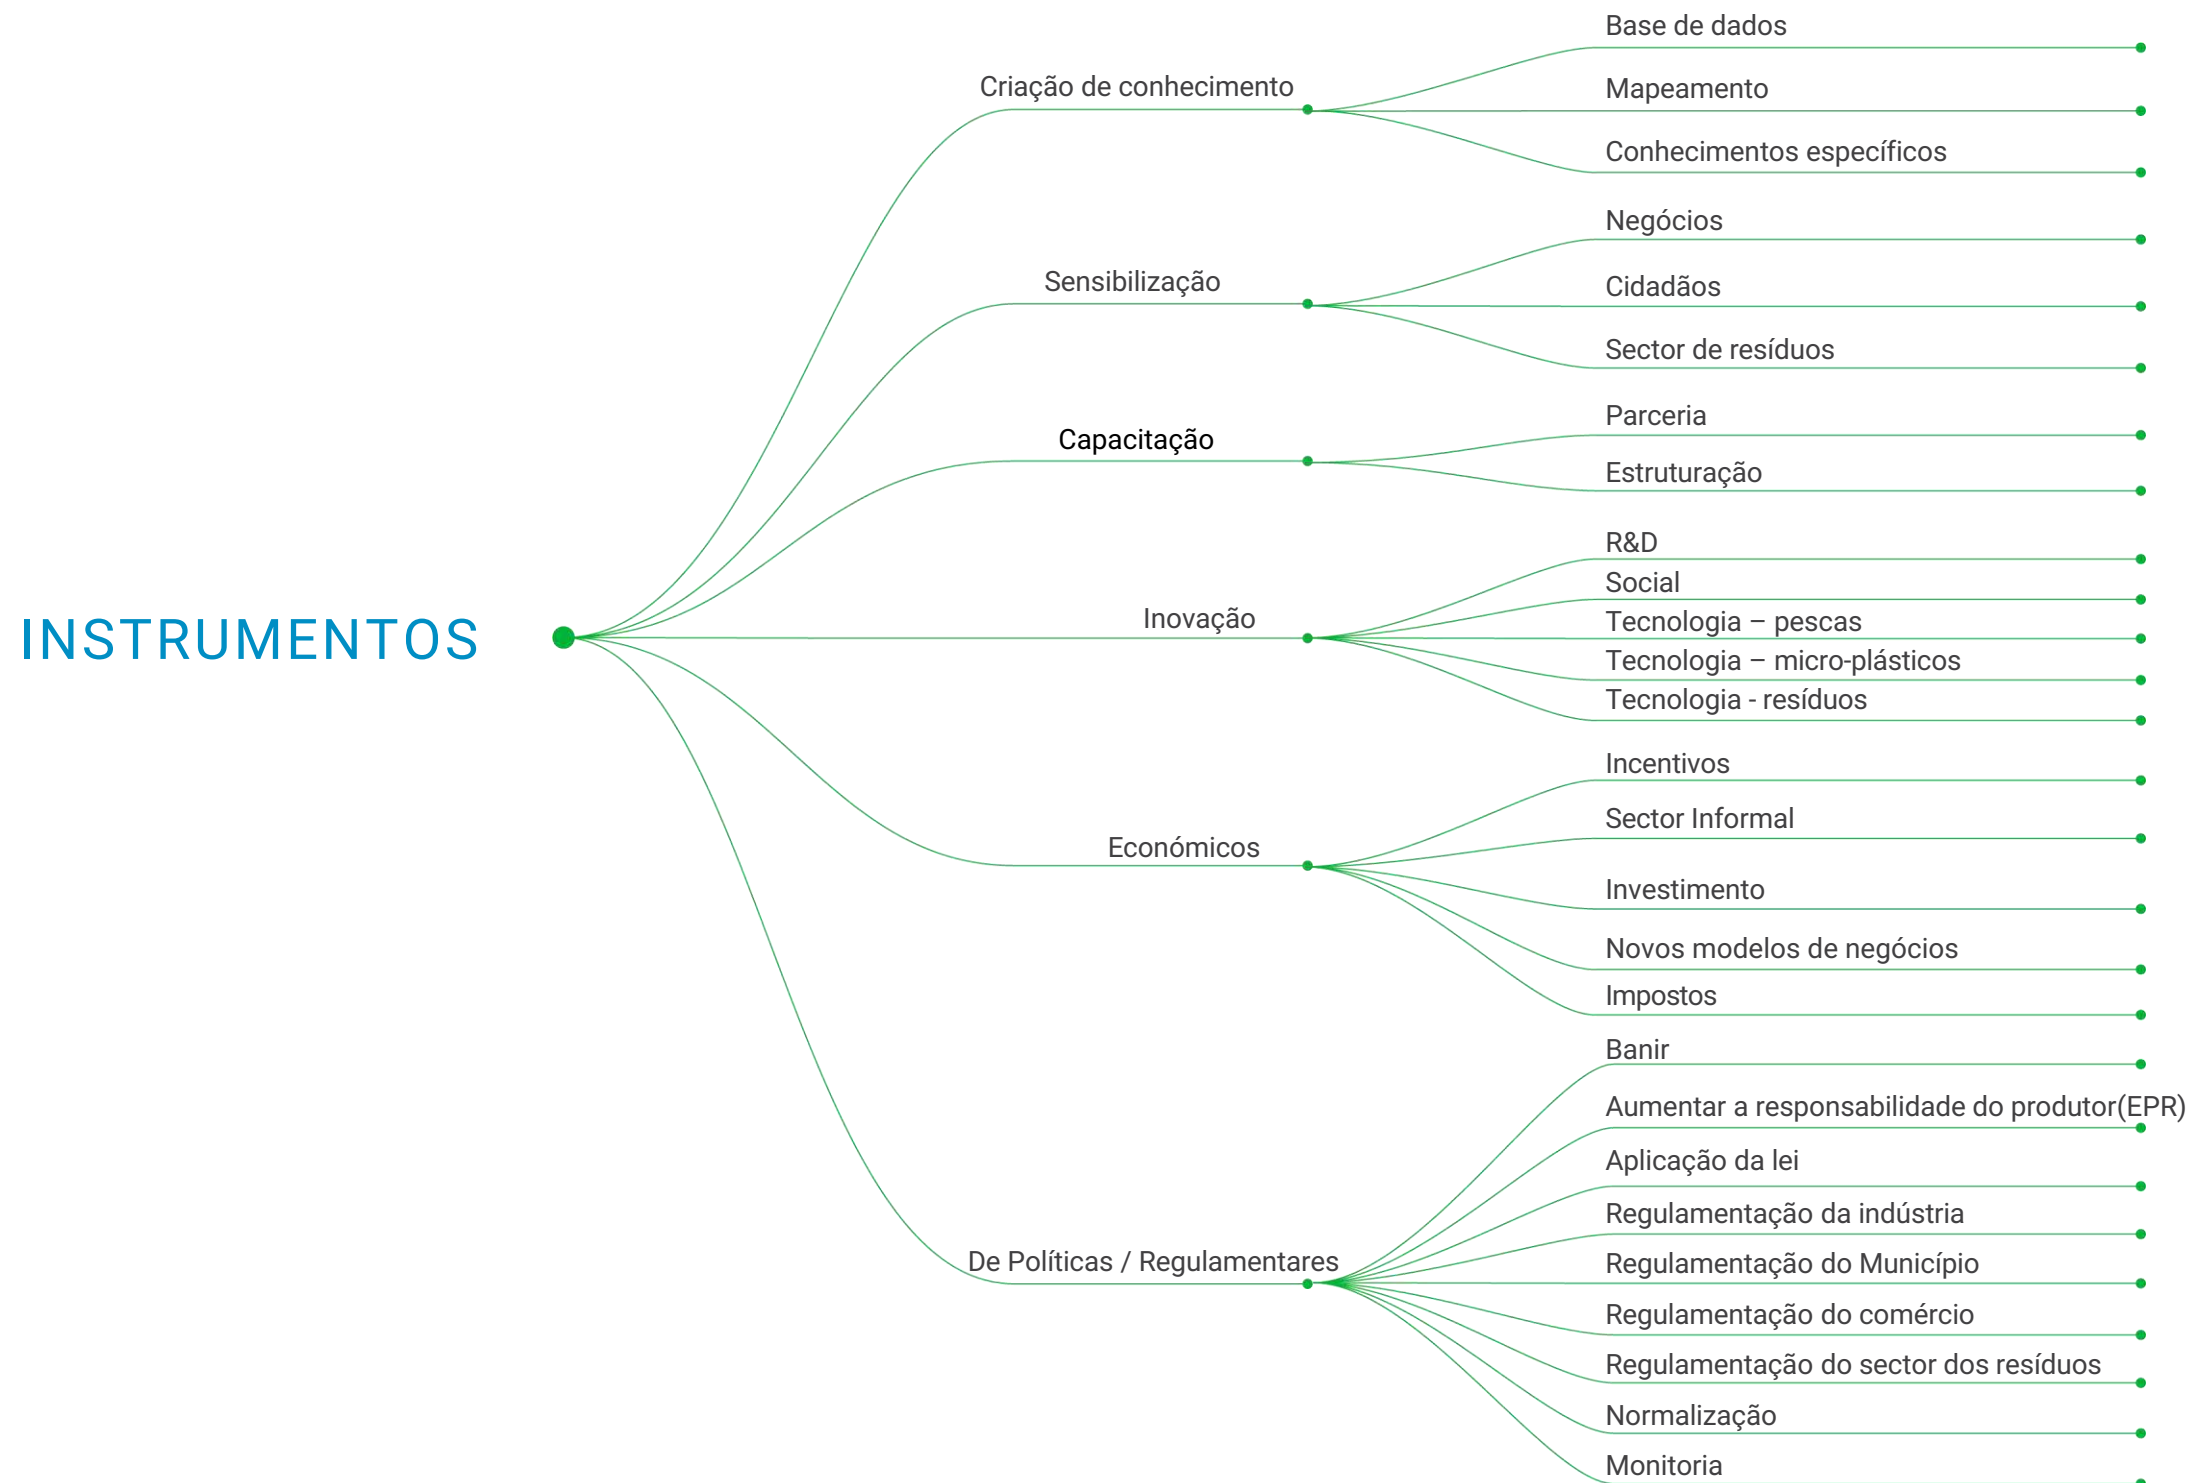 INSTRUMENTOS
Criação de conhecimento
Base de dados
Mapeamento
Conhecimentos específicos
Sensibilização
Negócios
Cidadãos
Sector de resíduos
Capacitação
Parceria
Estruturação
Inovação
R&D
Social
Tecnologia – pescas
Tecnologia – micro-plásticos
Tecnologia - resíduos
Económicos
Incentivos
Sector Informal
Investimento
Novos modelos de negócios
Impostos
De Políticas / Regulamentares
Banir
Aumentar a responsabilidade do produtor(EPR)
Aplicação da lei
Regulamentação da indústria
Regulamentação do Município
Regulamentação do comércio
Regulamentação do sector dos resíduos
Normalização
Monitoria